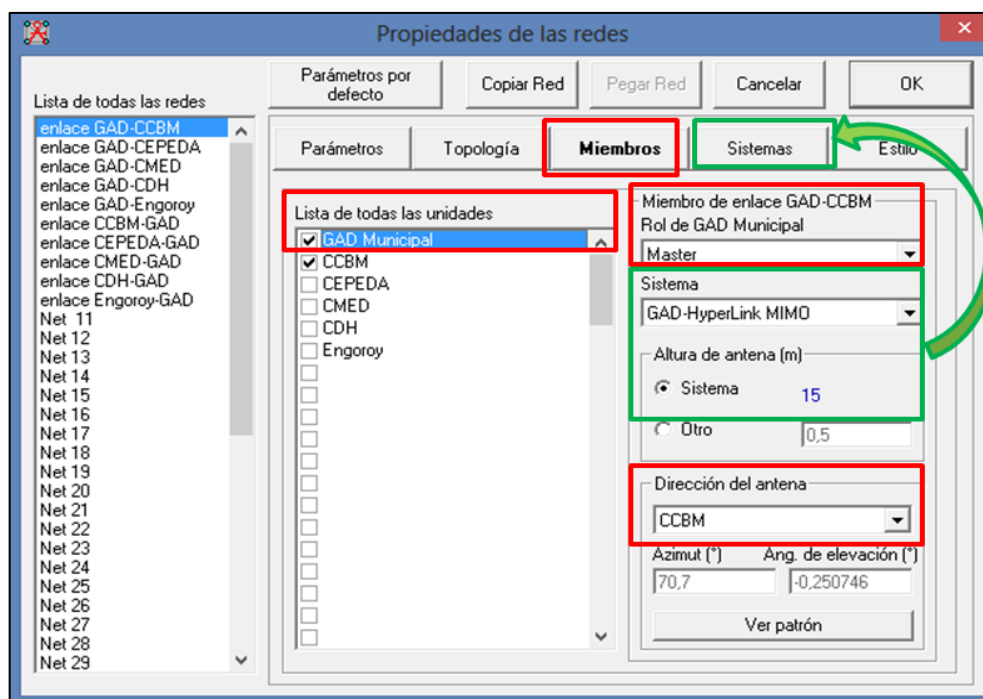 Propiedades de las redes
Parámetros por
defecto
Copiar Red
Pegar Red
Cancelar
OK
Lista de todas las redes
enlace GAD-CCBM
enlace GAD-CEPEDA
enlace GAD-CMED
enlace GAD-CDH
enlace GAD-Engoroy
enlace CCBM-GAD
enlace CEPEDA-GAD
enlace CMED-GAD
enlace CDH-GAD
enlace Engoroy-GAD
Net 11
Net 12
Net 13
Net 14
Net 15
Net 16
Net 17
Net 18
Net 19
Net 20
Net 21
Net 22
Net 23
Net 24
Net 25
Net 26
Net 27
Net 28
Net 29
Parámetros
Topología
Miembros
Sistemas
Estilo
Lista de todas las unidades
GAD Municipal
CCBM
CEPEDA
CMED
CDH
Engoroy
Miembro de enlace GAD-CCBM
Rol de GAD Municipal
Master
Sistema
GAD-HyperLink MIMO
Altura de antena (m)
Sistema 15
Otro 0,5
Dirección del antena
CCBM
Azimut (°) Ang. de elevación (°)
70,7 -0,250746
Ver patrón